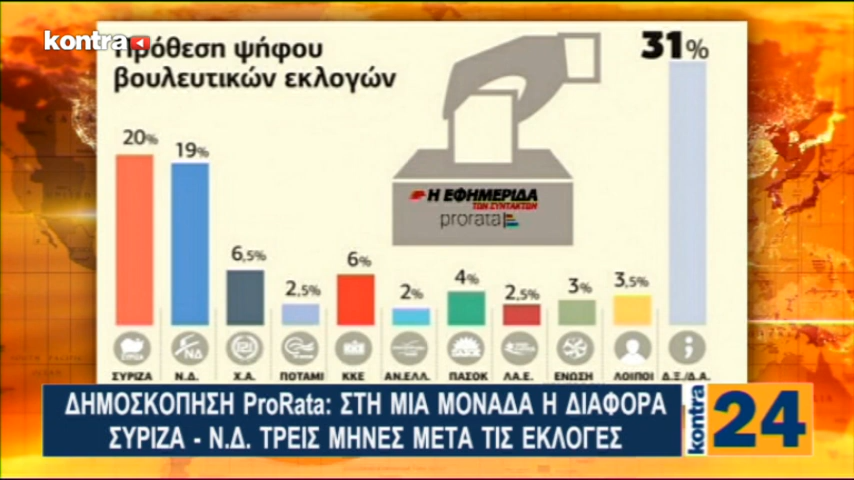 kontra
Πρόθεση ψήφου
βουλευτικών εκλογών
31%
20%
19%
6,5%
2,5%
6%
2%
4%
2,5%
3%
3,5%
Η ΕΦΗΜΕΡΙΔΑ
ΤΩΝ ΣΥΝΤΑΚΤΩΝ
prorata
ΣΥΡΙΖΑ Ν.Δ. Χ.Α. ΠΟΤΑΜΙ ΚΚΕ ΑΝ.ΕΛΛ. ΠΑΣΟΚ ΛΑ.Ε. ΕΝΩΣΗ ΛΟΙΠΟΙ Δ.Ξ./Δ.Α.
ΔΗΜΟΣΚΟΠΗΣΗ ProRata: ΣΤΗ ΜΙΑ ΜΟΝΑΔΑ Η ΔΙΑΦΟΡΑ
ΣΥΡΙΖΑ - Ν.Δ. ΤΡΕΙΣ ΜΗΝΕΣ ΜΕΤΑ ΤΙΣ ΕΚΛΟΓΕΣ
kontra 24